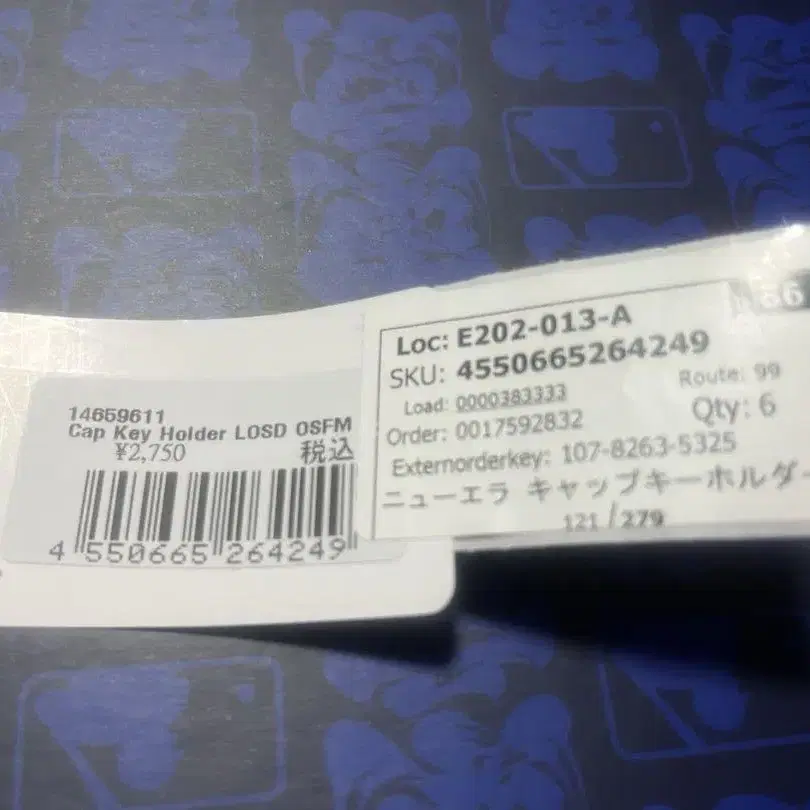 14659611
Cap Key Holder LOSD OSFM
¥2,750 税込
4 550665 264249
Loc: E202-013-A
SKU: 4550665264249
Load: 0000383333 Route: 99
Order: 0017592832 Qty: 6
Externorderkey: 107-8263-5325
ニューエラ キャップキーホルダ
121 / 279